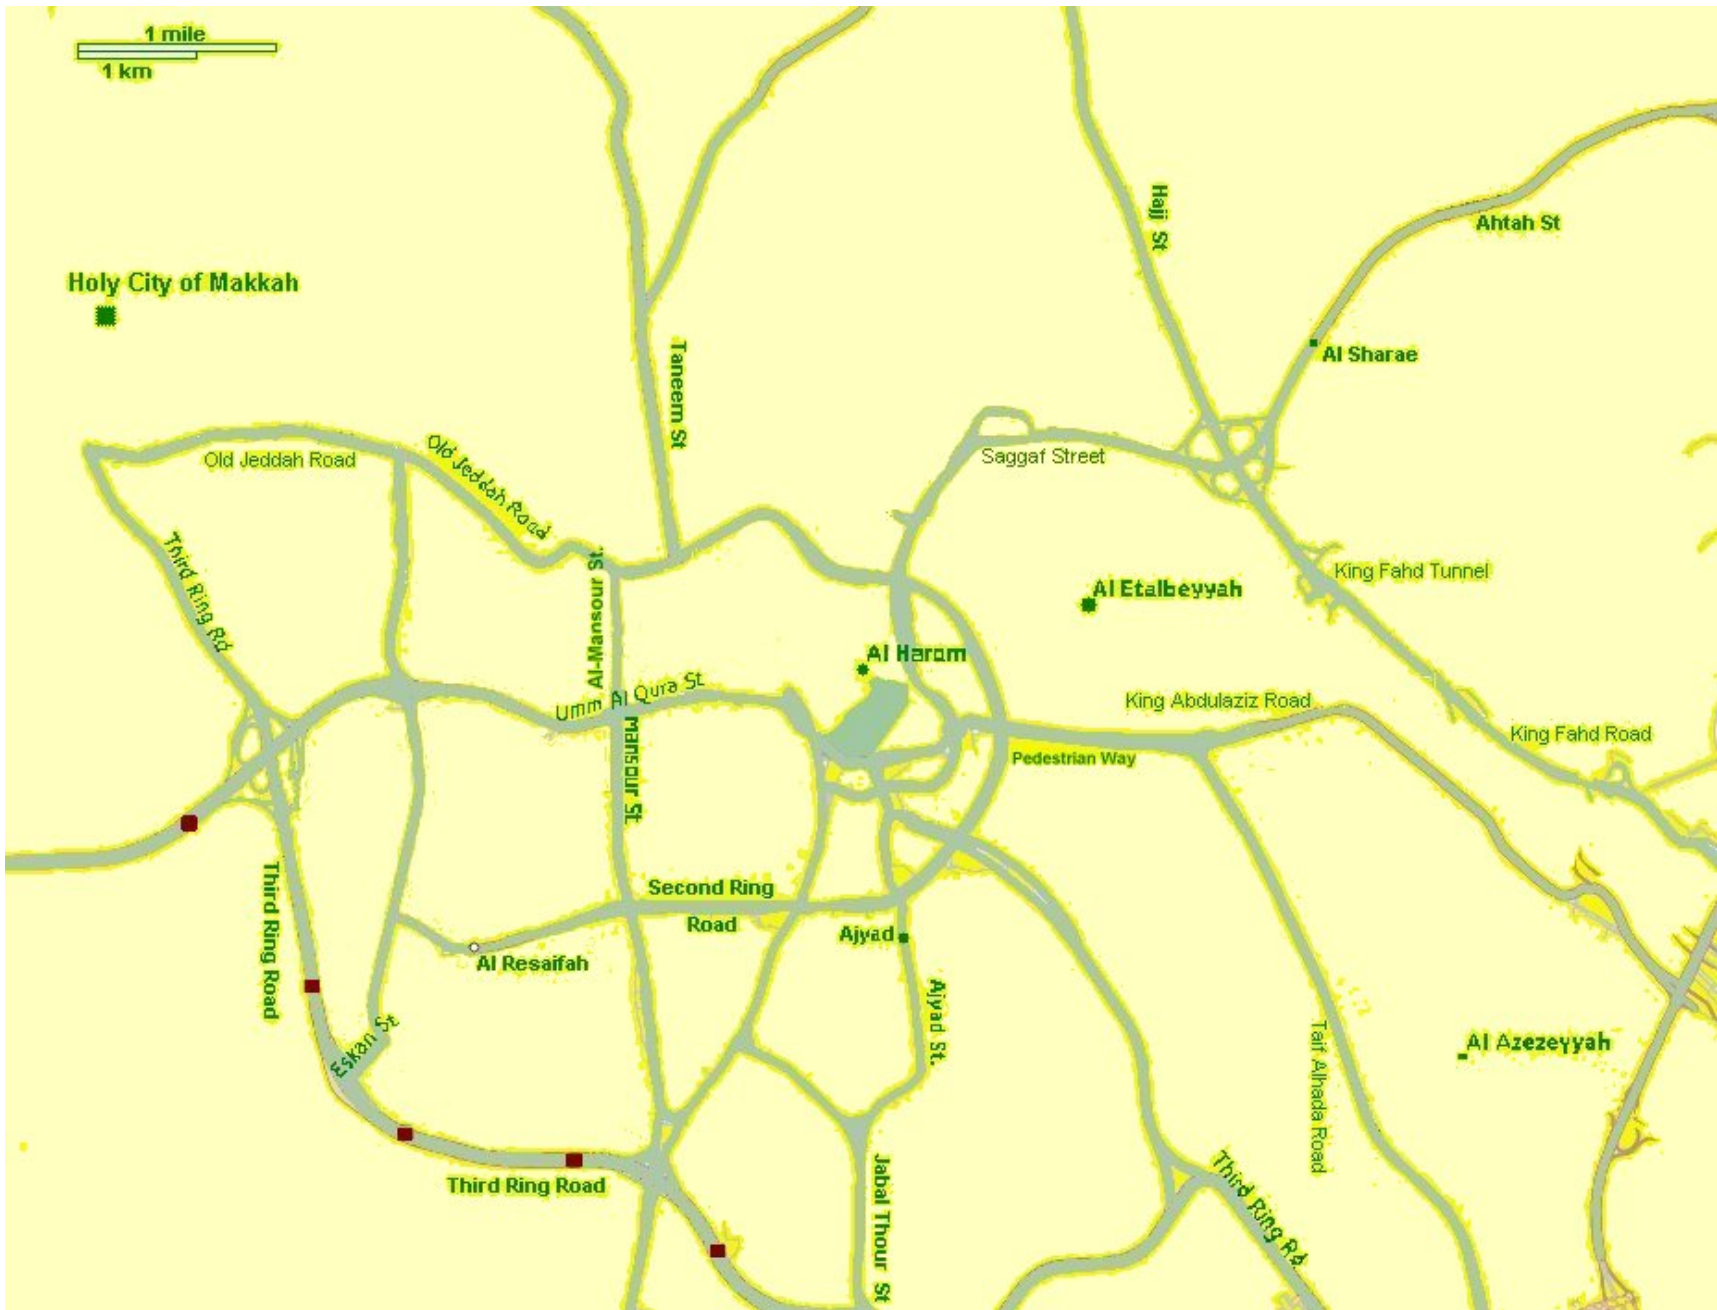 1 mile
1 km
Hajj St
Ahtah St
Holy City of Makkah
Al Sharae
Taneem St
Old Jeddah Road
Old Jeddah Road
Saggaf Street
Third Ring Rd
Al-Mansour St.
King Fahd Tunnel
Al Etaibeyyah
Al Haram
Umm Al Qura St
King Abdulaziz Road
mansour St
King Fahd Road
Pedestrian Way
Third Ring Road
Second Ring
Road
Ajyad
Al Resaifah
Ajyad St.
Eskan St
Taif Alhada Road
Al Azezeyyah
Third Ring Road
Jabal Thour St
Third Ring Rd